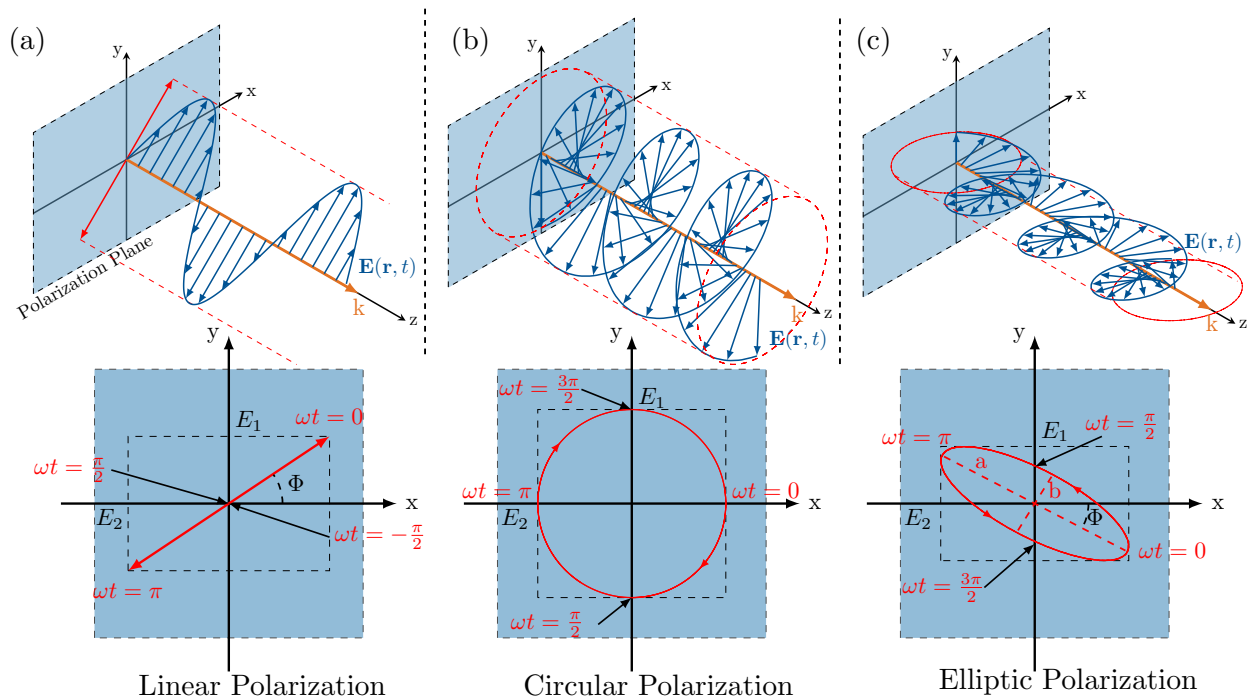 (a)
y
x
Polarization Plane
E(r, t)
k
z
(b)
y
x
E(r, t)
k
z
(c)
y
x
E(r, t)
k
z
y
E₁
ωt = 0
ωt = π/2
Φ
x
E₂
ωt = −π/2
ωt = π
Linear Polarization
y
ωt = 3π/2
E₁
ωt = π
ωt = 0
x
E₂
ωt = π/2
Circular Polarization
y
ωt = π/2
E₁
ωt = π
a
b
x
E₂
Φ
ωt = 0
ωt = 3π/2
Elliptic Polarization